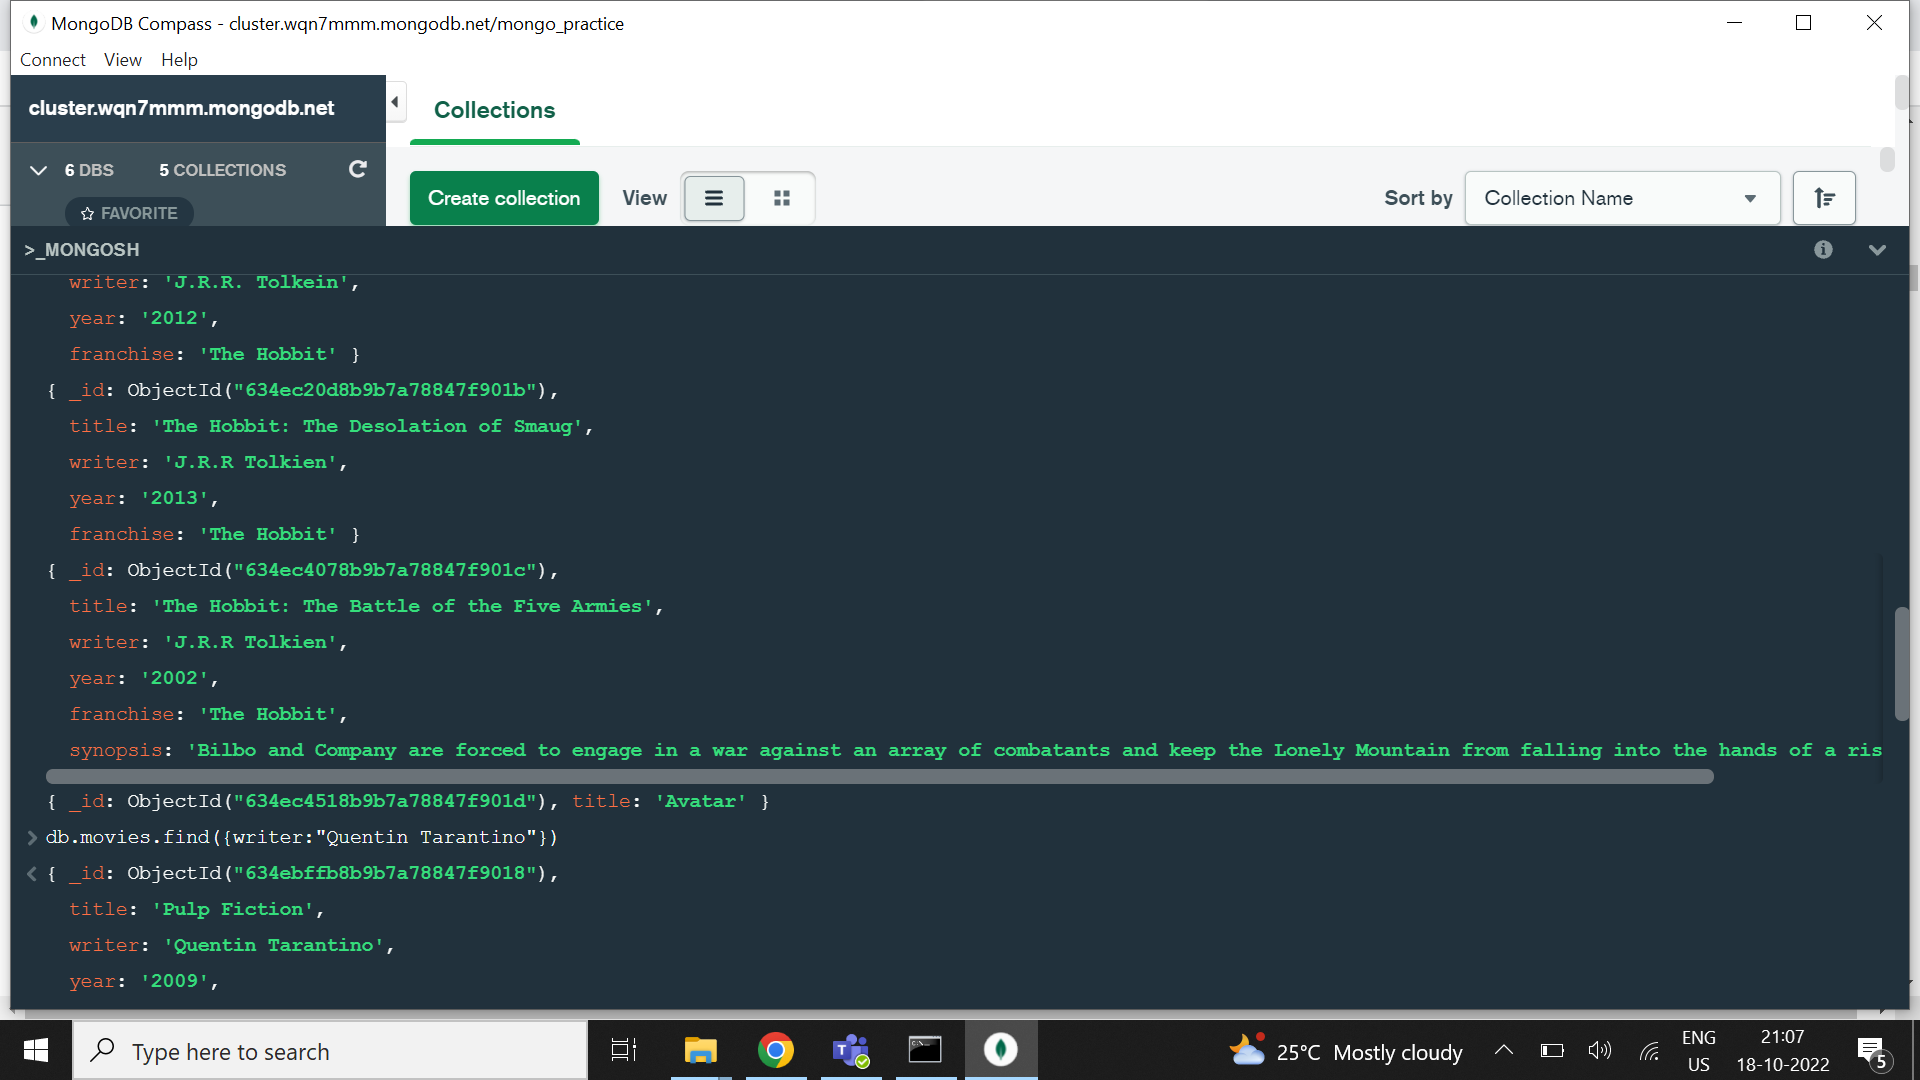 MongoDB Compass - cluster.wqn7mmm.mongodb.net/mongo_practice
Connect View Help
cluster.wqn7mmm.mongodb.net
Collections
6 DBS 5 COLLECTIONS
FAVORITE
Create collection View Sort by Collection Name
>_MONGOSH
writer: 'J.R.R. Tolkein',
year: '2012',
franchise: 'The Hobbit' }
{ _id: ObjectId("634ec20d8b9b7a78847f901b"),
title: 'The Hobbit: The Desolation of Smaug',
writer: 'J.R.R Tolkien',
year: '2013',
franchise: 'The Hobbit' }
{ _id: ObjectId("634ec4078b9b7a78847f901c"),
title: 'The Hobbit: The Battle of the Five Armies',
writer: 'J.R.R Tolkien',
year: '2002',
franchise: 'The Hobbit',
synopsis: 'Bilbo and Company are forced to engage in a war against an array of combatants and keep the Lonely Mountain from falling into the hands of a ris
{ _id: ObjectId("634ec4518b9b7a78847f901d"), title: 'Avatar' }
> db.movies.find({writer:"Quentin Tarantino"})
< { _id: ObjectId("634ebffb8b9b7a78847f9018"),
title: 'Pulp Fiction',
writer: 'Quentin Tarantino',
year: '2009',
Type here to search
25°C Mostly cloudy
ENG
US
21:07
18-10-2022
5